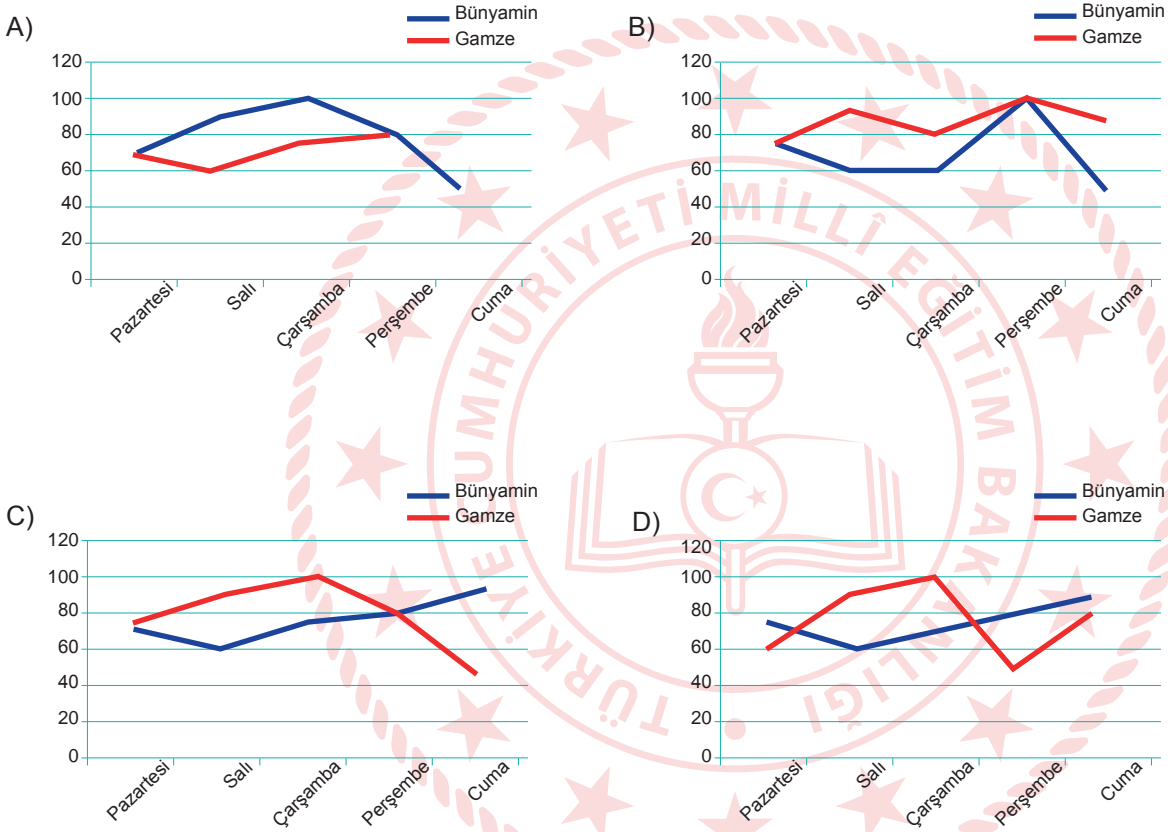 A)
Bünyamin
Gamze
120
100
80
60
40
20
0
Pazartesi
Salı
Çarşamba
Perşembe
Cuma
B)
Bünyamin
Gamze
120
100
80
60
40
20
0
Pazartesi
Salı
Çarşamba
Perşembe
Cuma
C)
Bünyamin
Gamze
120
100
80
60
40
20
0
Pazartesi
Salı
Çarşamba
Perşembe
Cuma
D)
Bünyamin
Gamze
120
100
80
60
40
20
0
Pazartesi
Salı
Çarşamba
Perşembe
Cuma
TÜRKİYE CUMHURİYETİ MİLLÎ EĞİTİM BAKANLIĞI